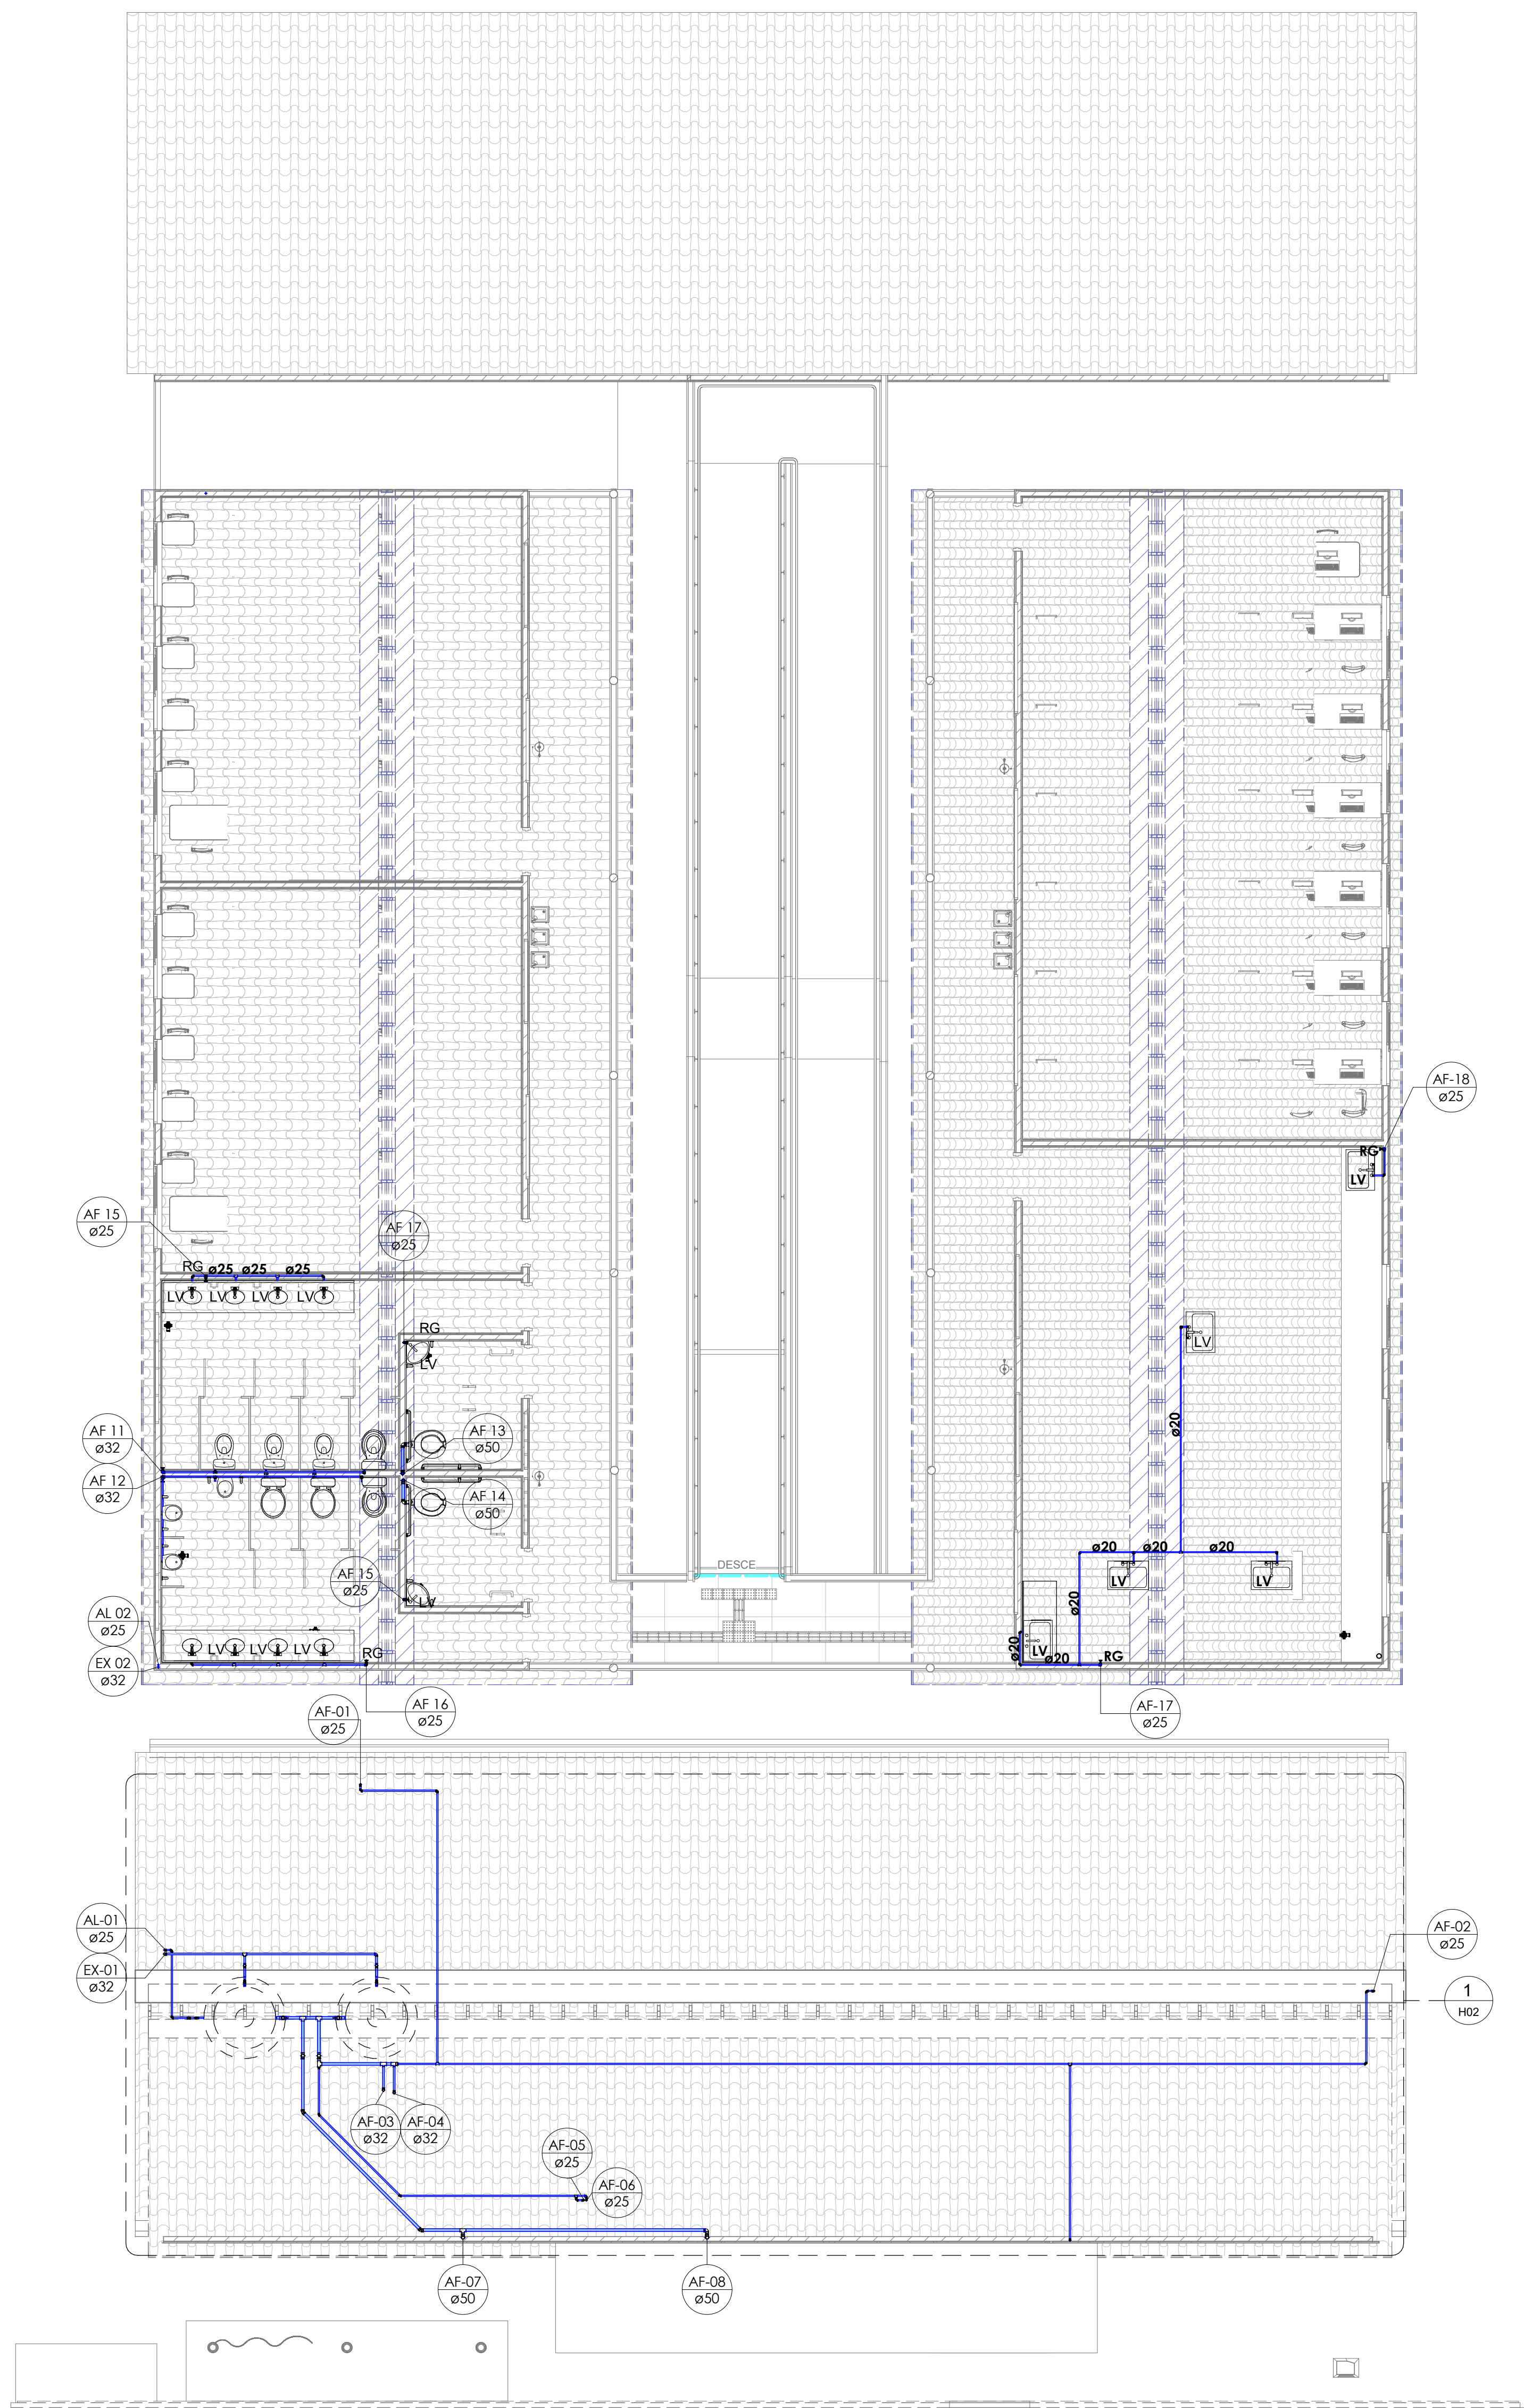 AF-18
ø25
RG
LV
AF 15
ø25
AF 17
ø25
RG ø25 ø25 ø25
LV LV LV LV
RG
LV
LV
ø20
AF 11
ø32
AF 13
ø50
AF 12
ø32
AF 14
ø50
ø20 ø20 ø20
DESCE
AF 15
ø25
LV
LV LV
ø20
AL 02
ø25
LV LV LV LV RG
ø20 LV ø20 RG
EX 02
ø32
AF 16
ø25
AF-01
ø25
AF-17
ø25
AL-01
ø25
AF-02
ø25
EX-01
ø32
1
H02
AF-03
ø32
AF-04
ø32
AF-05
ø25
AF-06
ø25
AF-07
ø50
AF-08
ø50